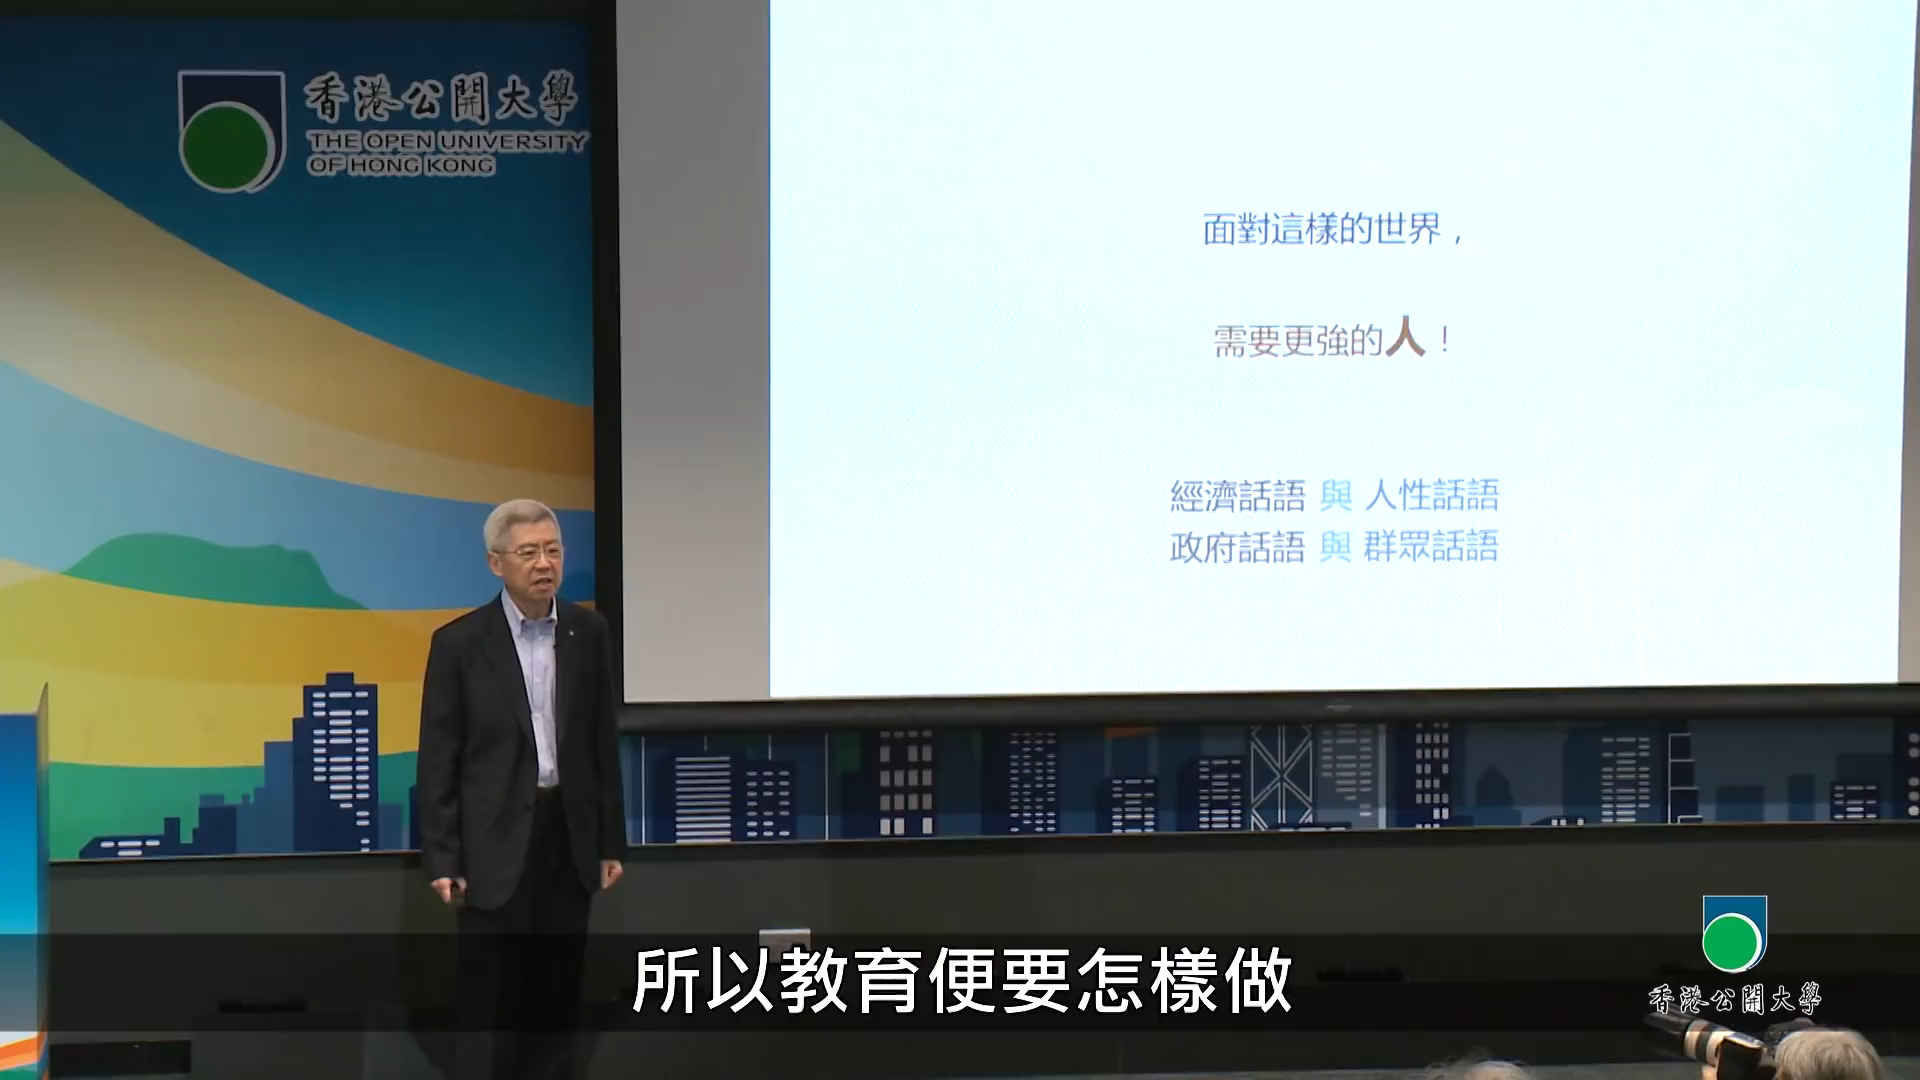 香港公開大學
THE OPEN UNIVERSITY
OF HONG KONG
面對這樣的世界，
需要更強的人！
經濟話語 與 人性話語
政府話語 與 群眾話語
所以教育便要怎樣做
香港公開大學